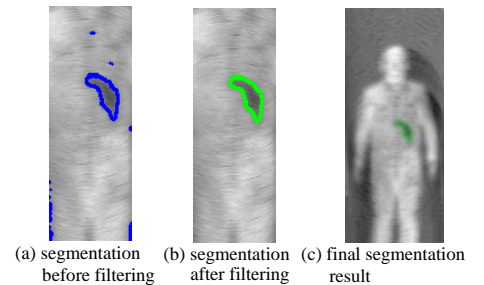 (a) segmentation
before filtering
(b) segmentation
after filtering
(c) final segmentation
result